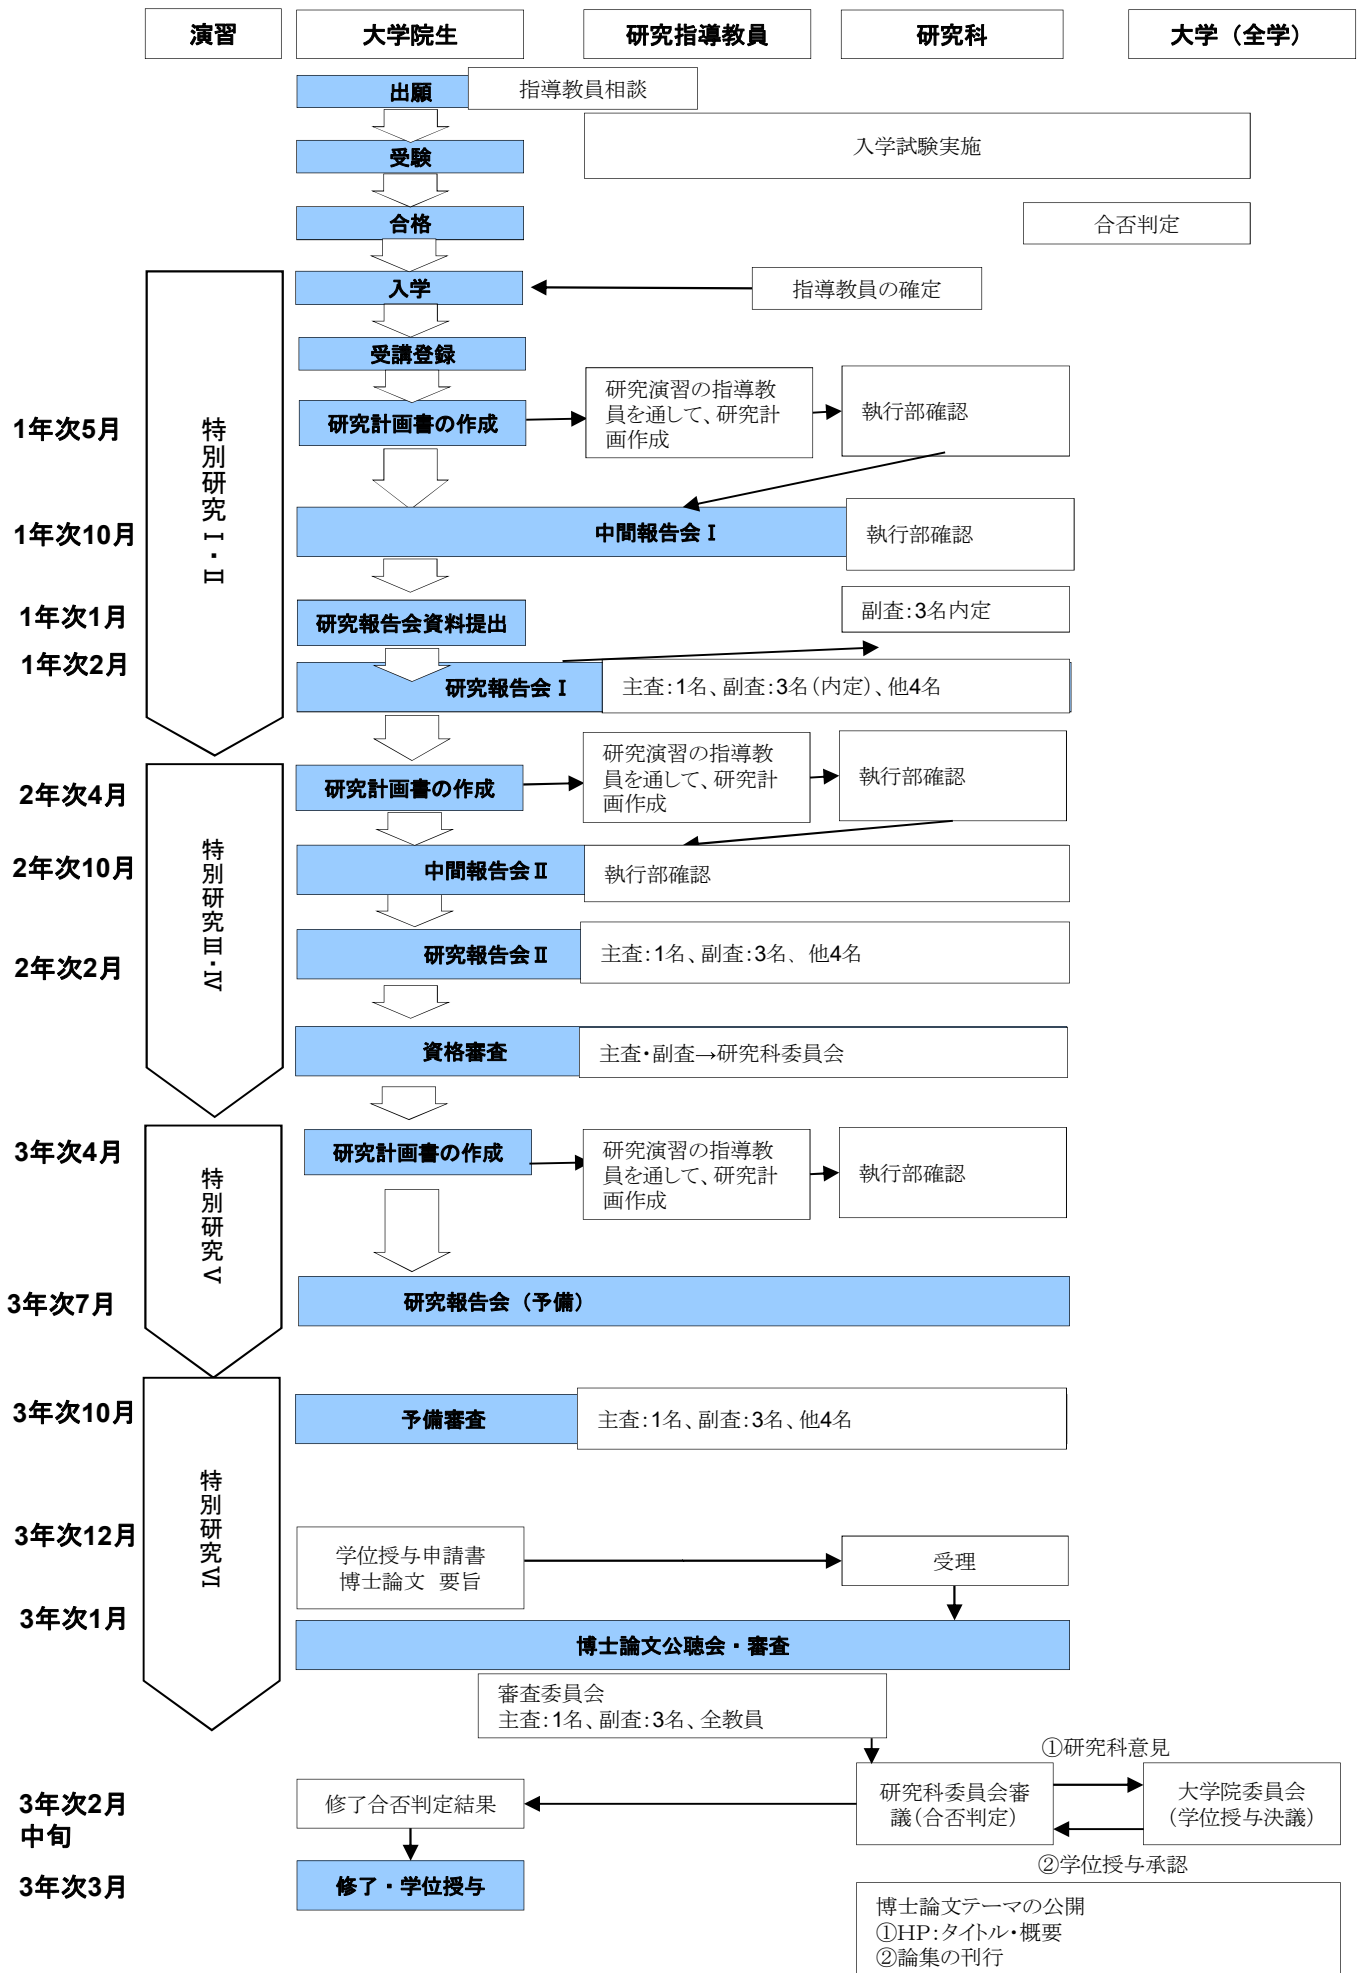 演習
大学院生
研究指導教員
研究科
大学（全学）
出願
指導教員相談
受験
入学試験実施
合格
合否判定
入学
指導教員の確定
受講登録
1年次5月
研究計画書の作成
研究演習の指導教
員を通して、研究計
画作成
執行部確認
特別研究Ⅰ・Ⅱ
1年次10月
中間報告会Ⅰ
執行部確認
1年次1月
研究報告会資料提出
副査：3名内定
1年次2月
研究報告会Ⅰ
主査：1名、副査：3名（内定）、他4名
2年次4月
研究計画書の作成
研究演習の指導教
員を通して、研究計
画作成
執行部確認
特別研究Ⅲ・Ⅳ
2年次10月
中間報告会Ⅱ
執行部確認
2年次2月
研究報告会Ⅱ
主査：1名、副査：3名、他4名
資格審査
主査・副査→研究科委員会
3年次4月
研究計画書の作成
研究演習の指導教
員を通して、研究計
画作成
執行部確認
特別研究Ⅴ
3年次7月
研究報告会（予備）
3年次10月
予備審査
主査：1名、副査：3名、他4名
特別研究Ⅵ
3年次12月
学位授与申請書
博士論文　要旨
受理
3年次1月
博士論文公聴会・審査
審査委員会
主査：1名、副査：3名、全教員
①研究科意見
3年次2月
中旬
修了合否判定結果
研究科委員会審
議（合否判定）
大学院委員会
（学位授与決議）
②学位授与承認
3年次3月
修了・学位授与
博士論文テーマの公開
①HP：タイトル・概要
②論集の刊行